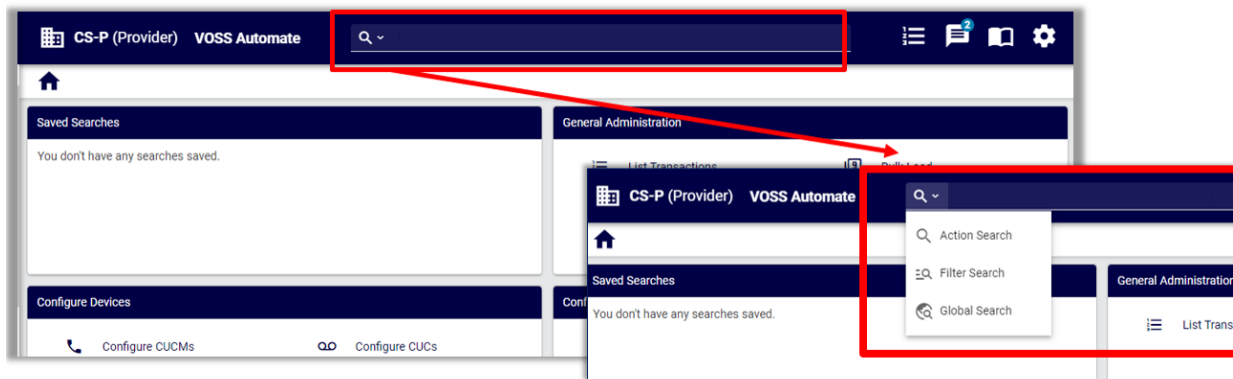 CS-P (Provider) VOSS Automate
2
Saved Searches
General Administration
You don't have any searches saved.
List Transactions
Bulk Load
Configure Devices
Configure CUCMs
Configure CUCs
CS-P (Provider) VOSS Automate
Action Search
Filter Search
Global Search
Saved Searches
General Administration
You don't have any searches saved.
List Trans